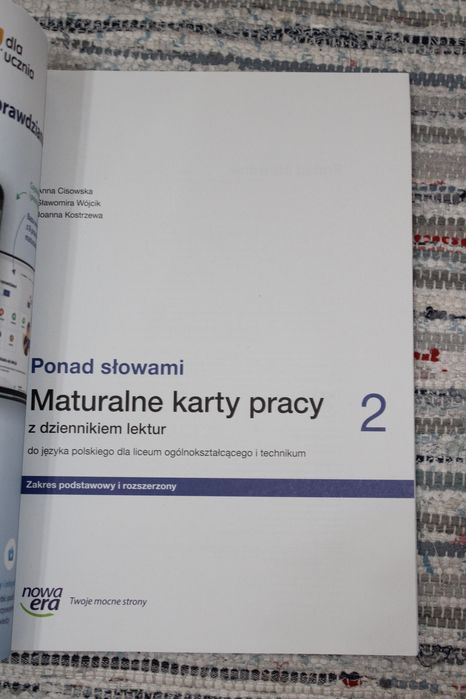 dla
ucznia
Anna Cisowska
Sławomira Wójcik
Joanna Kostrzewa
Ponad słowami
Maturalne karty pracy 2
z dziennikiem lektur
do języka polskiego dla liceum ogólnokształcącego i technikum
Zakres podstawowy i rozszerzony
nowa
era
Twoje mocne strony